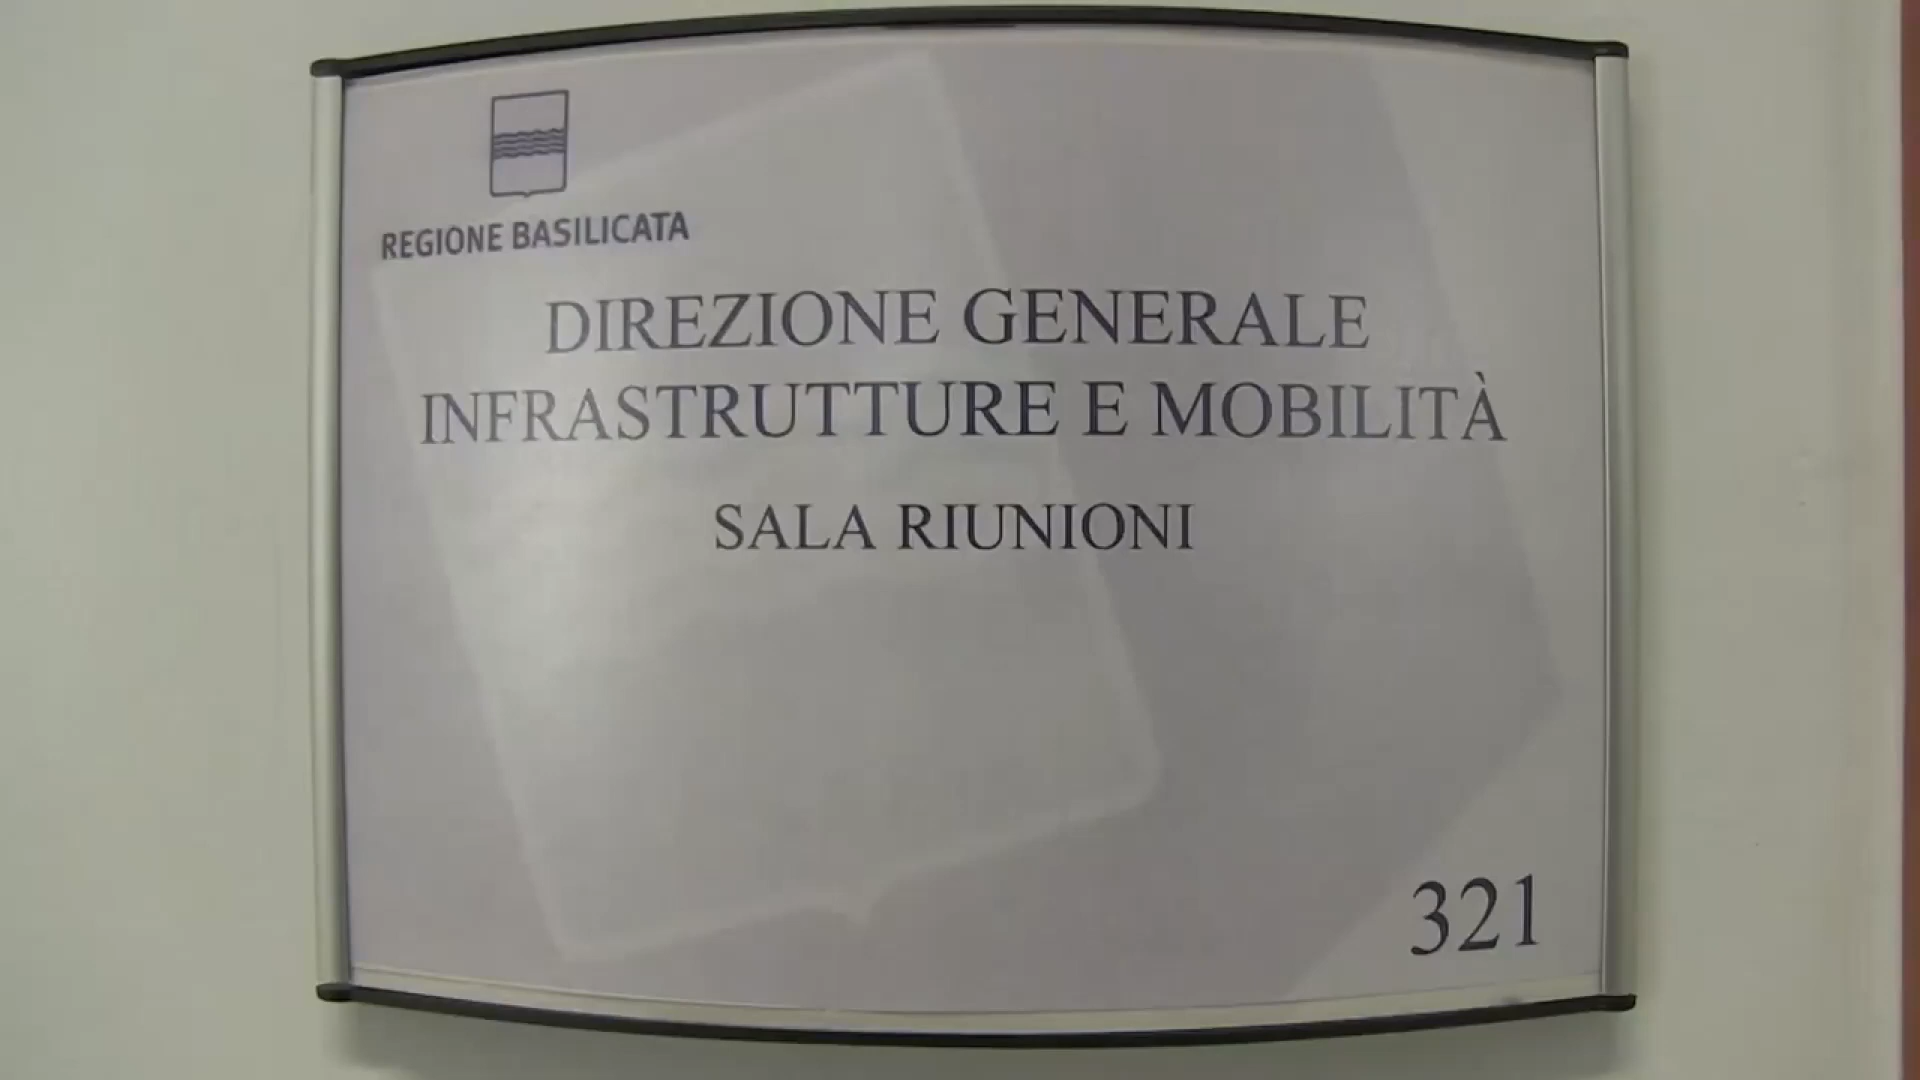 REGIONE BASILICATA
DIREZIONE GENERALE
INFRASTRUTTURE E MOBILITÀ
SALA RIUNIONI
321